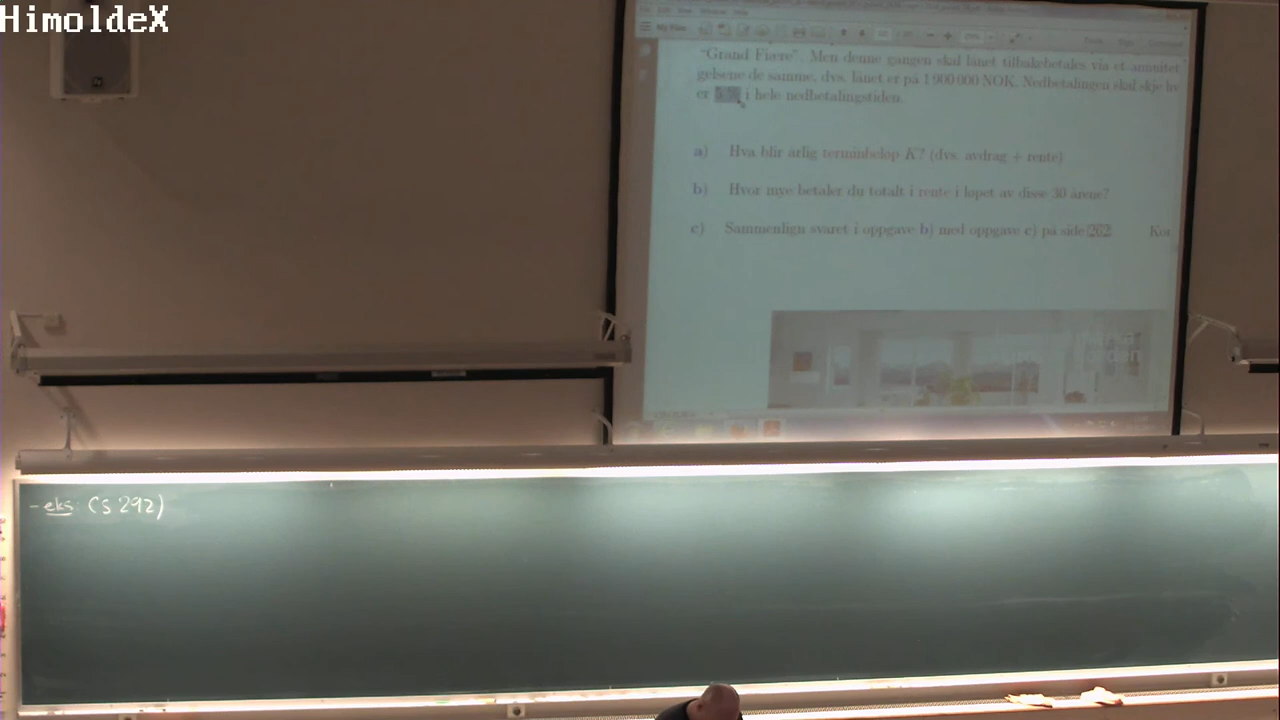 HimoldeX
"Grand Fiære". Men denne gangen skal lånet tilbakebetales via et annuitet
gelsene de samme, dvs. lånet er på 1 900 000 NOK. Nedbetalingen skal skje hv
er 5 % i hele nedbetalingstiden.
a) Hva blir årlig terminbeløp K? (dvs. avdrag + rente)
b) Hvor mye betaler du totalt i rente i løpet av disse 30 årene?
c) Sammenlign svaret i oppgave b) med oppgave c) på side 262 Kor
- eks: (s 292)